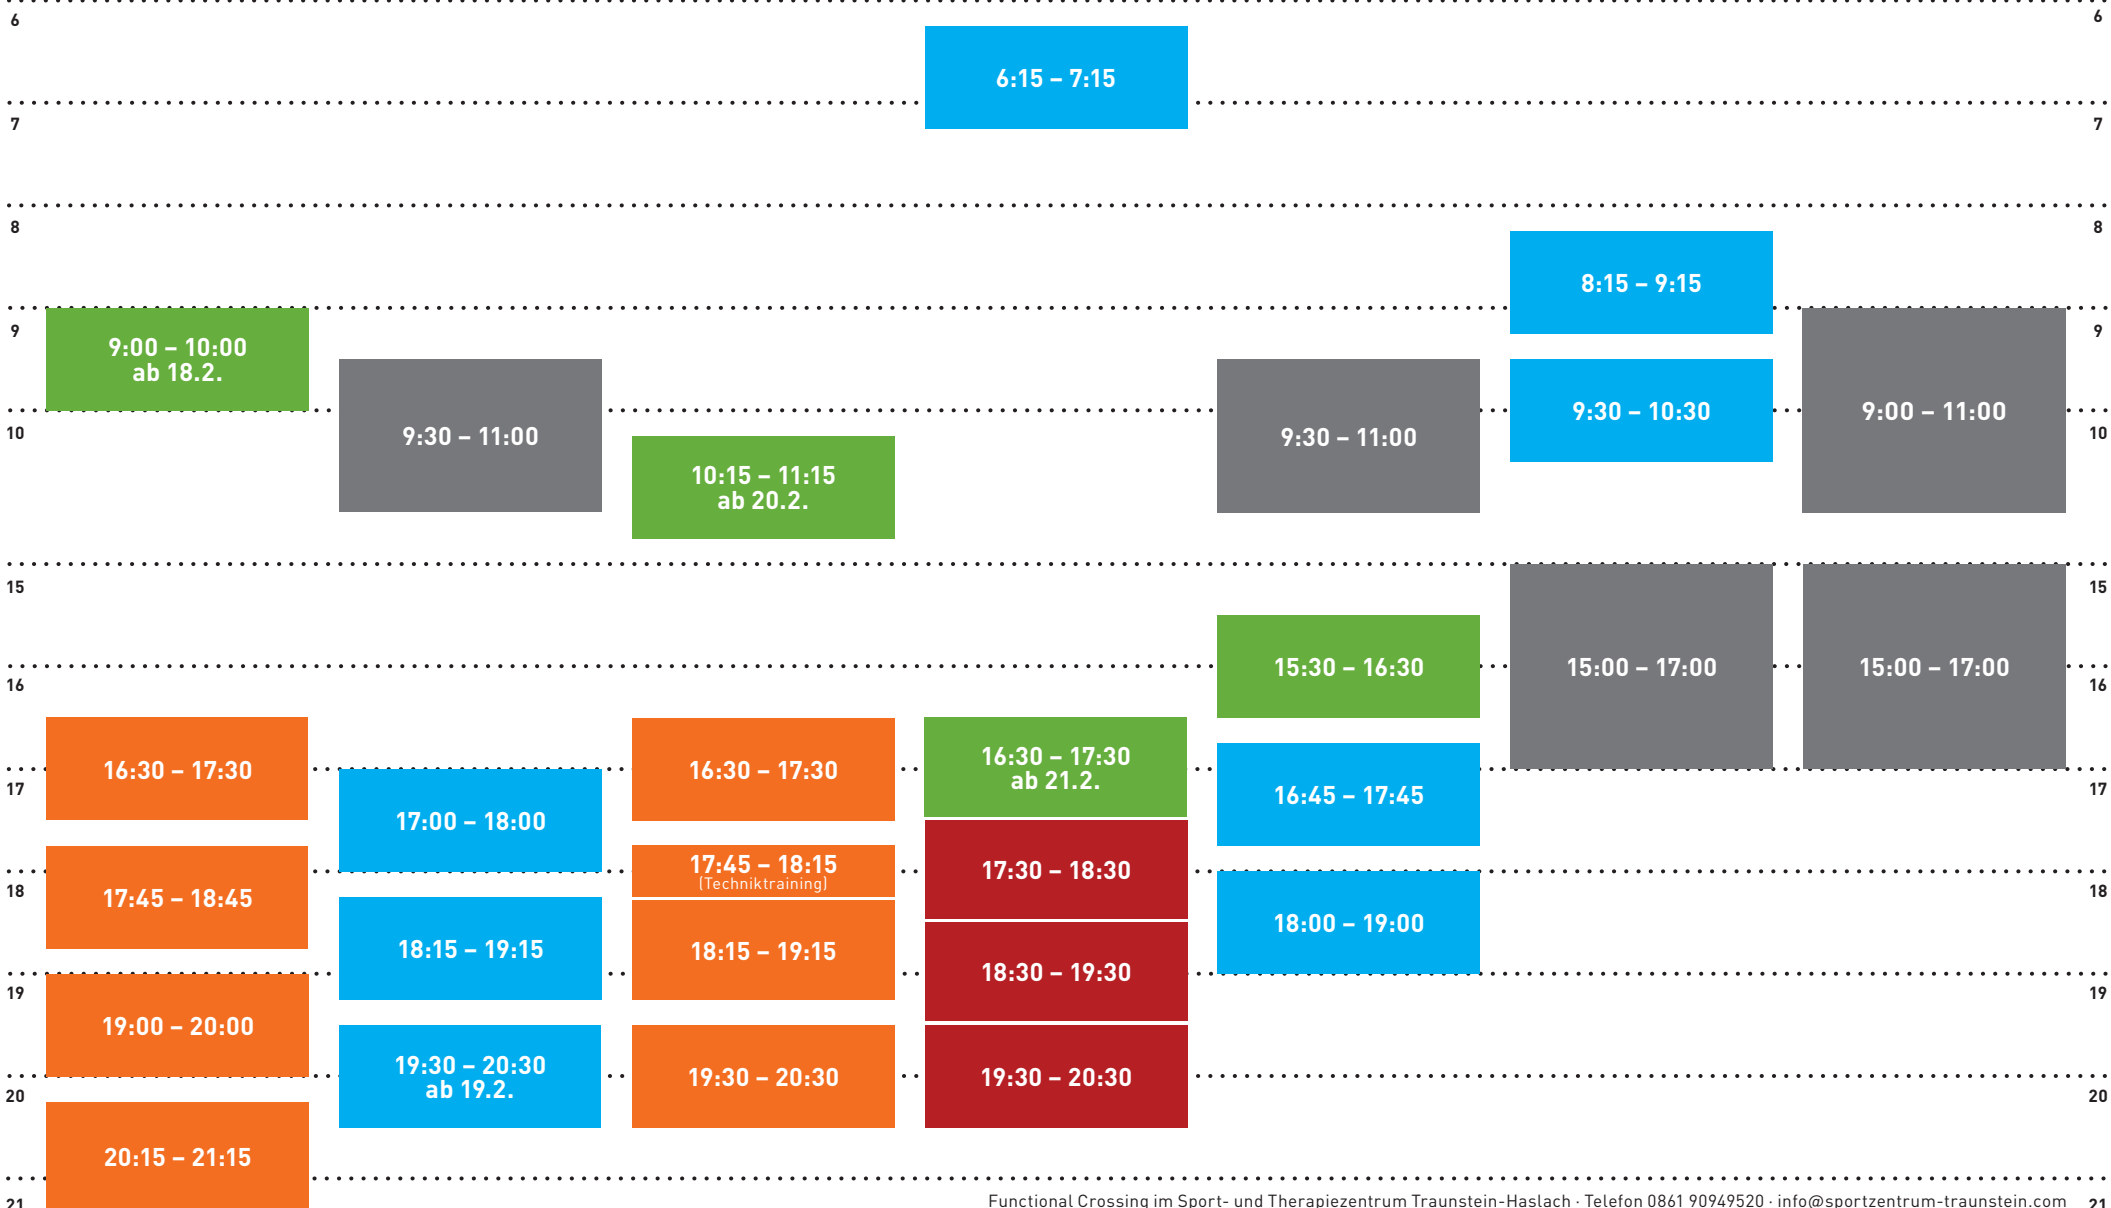 6
6
6:15 – 7:15
7
7
8
8
8:15 – 9:15
9
9
9:00 – 10:00
ab 18.2.
9:30 – 11:00
10:15 – 11:15
ab 20.2.
9:30 – 11:00
9:30 – 10:30
9:00 – 11:00
10
10
15
15
15:30 – 16:30
15:00 – 17:00
15:00 – 17:00
16
16
16:30 – 17:30
16:30 – 17:30
16:30 – 17:30
ab 21.2.
16:45 – 17:45
17
17
17:00 – 18:00
17:45 – 18:15
(Techniktraining)
17:30 – 18:30
18
18
17:45 – 18:45
18:15 – 19:15
18:15 – 19:15
18:30 – 19:30
18:00 – 19:00
19
19
19:00 – 20:00
19:30 – 20:30
ab 19.2.
19:30 – 20:30
19:30 – 20:30
20
20
20:15 – 21:15
21
Functional Crossing im Sport- und Therapiezentrum Traunstein-Haslach · Telefon 0861 90949520 · info@sportzentrum-traunstein.com
21